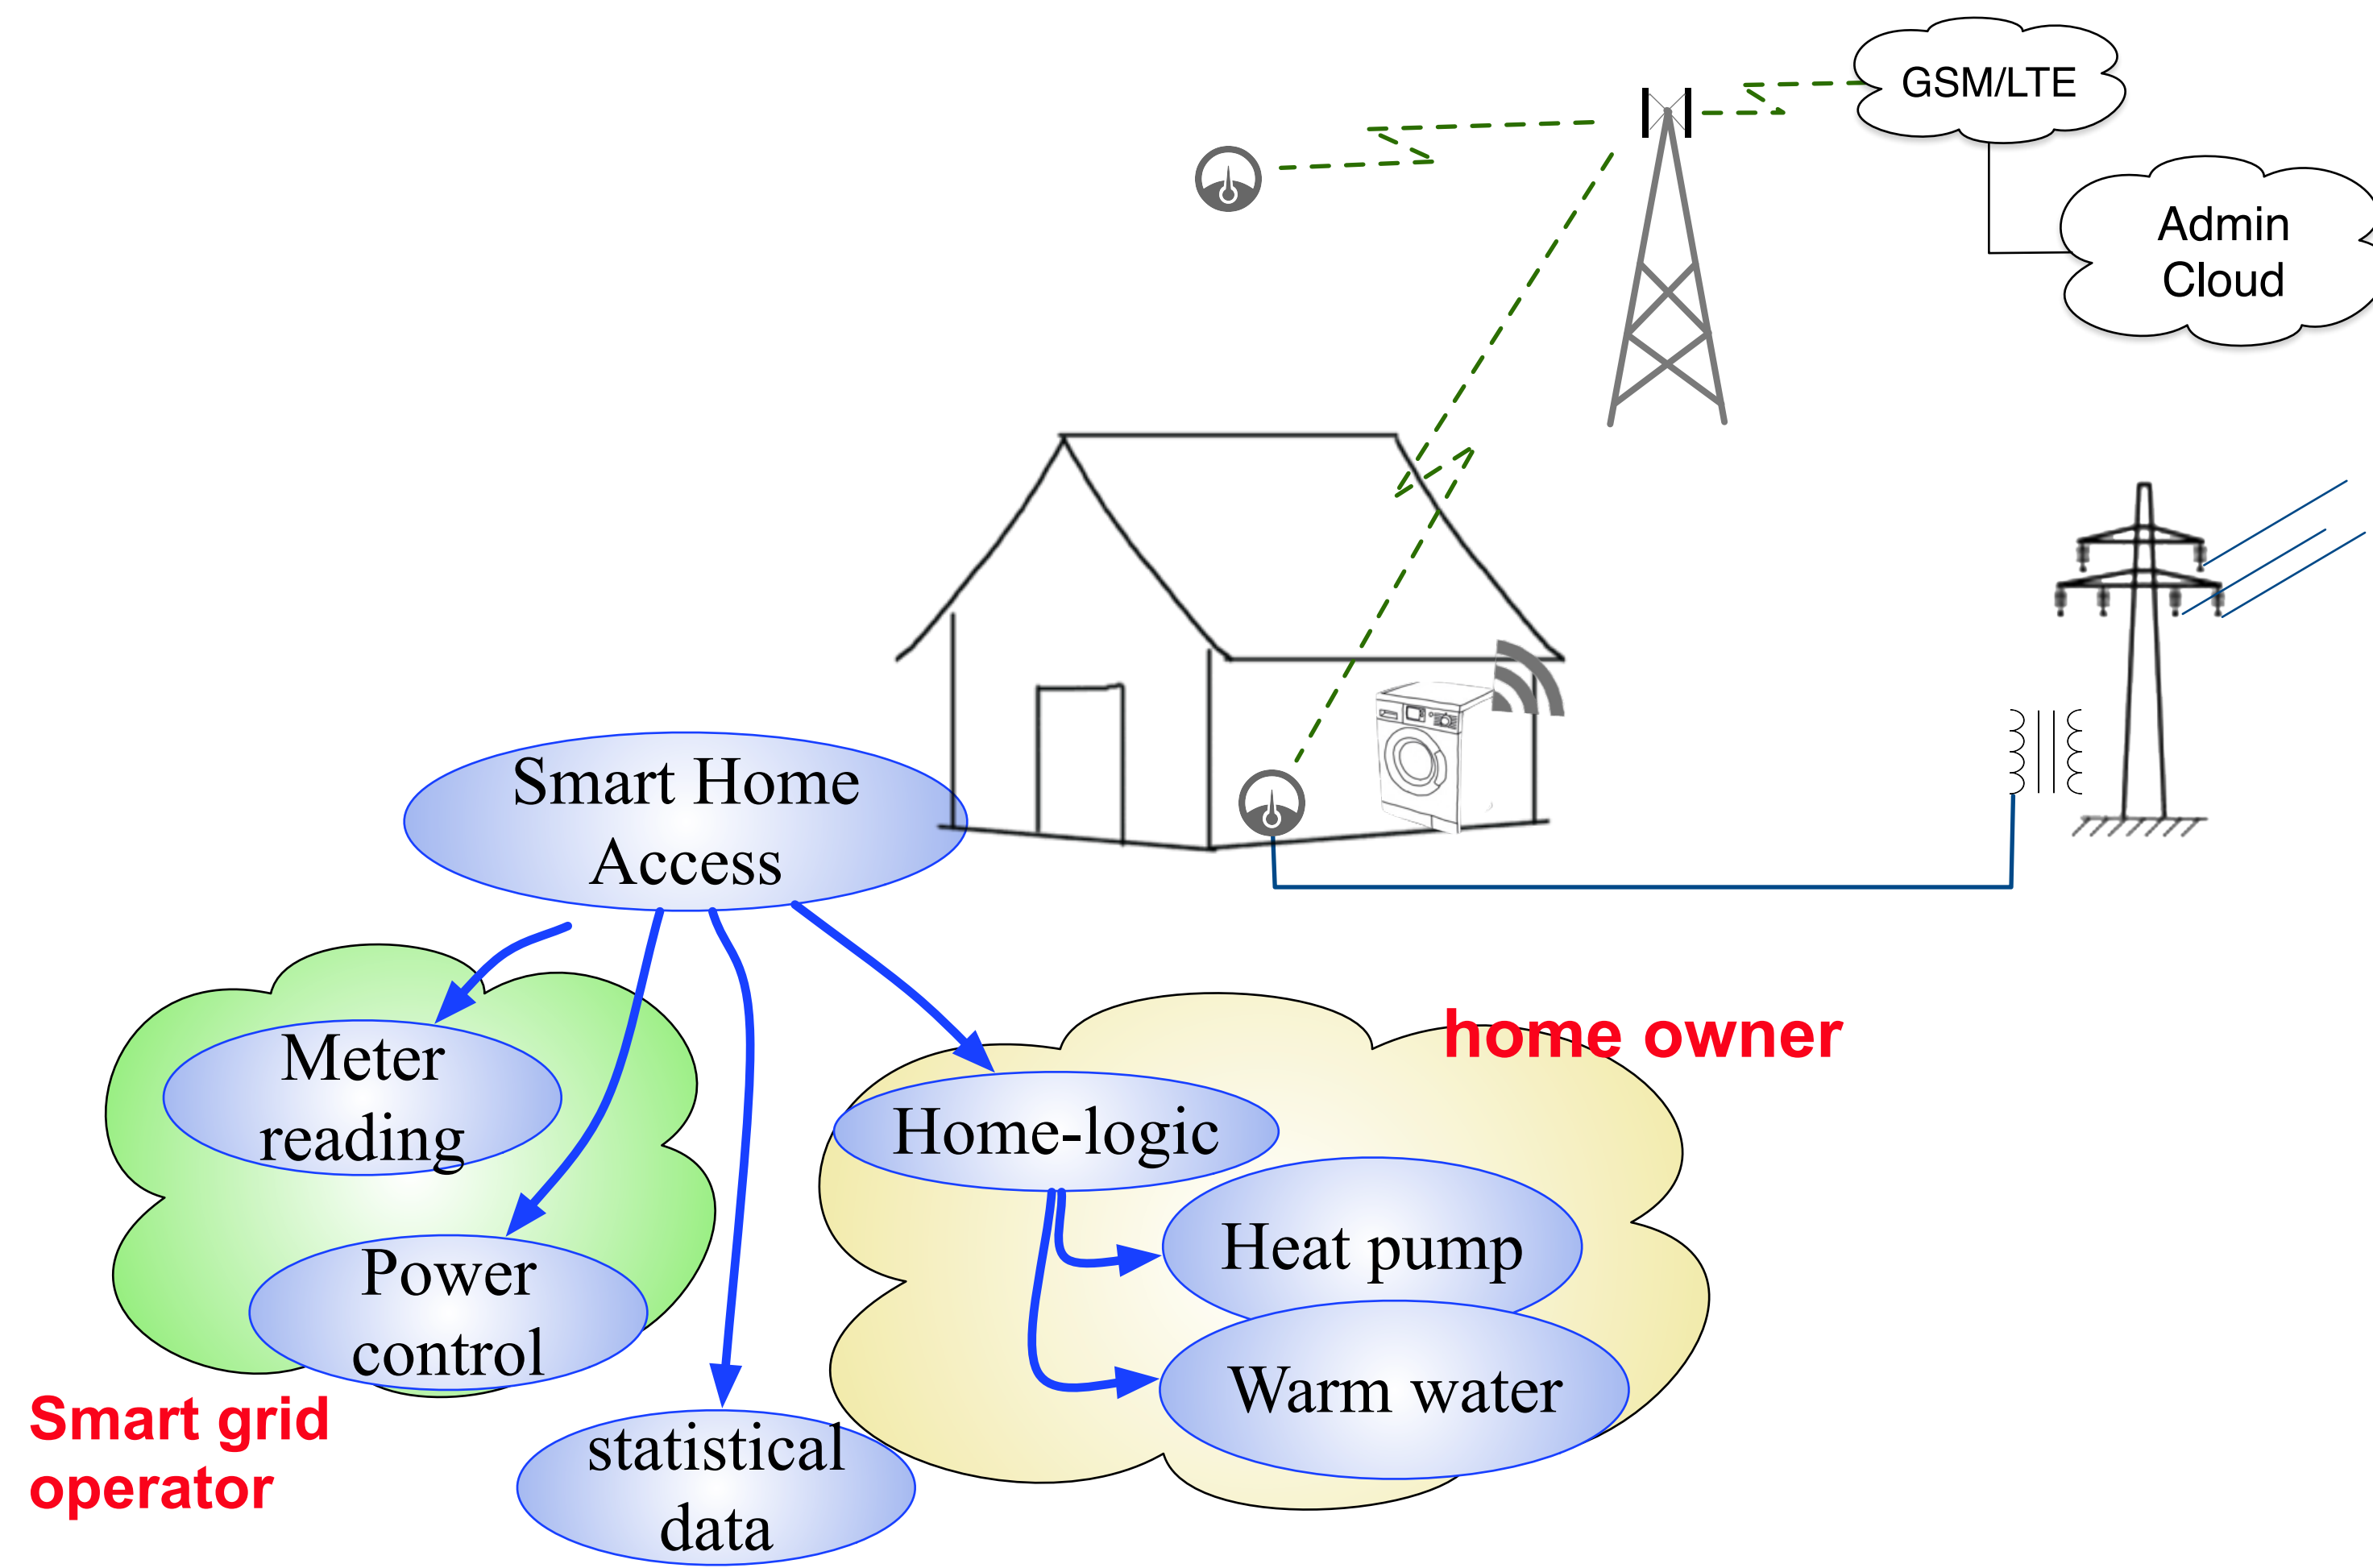 GSM/LTE
Admin
Cloud
Smart Home
Access
home owner
Meter
reading
Home-logic
Heat pump
Power
control
Warm water
Smart grid
operator
statistical
data